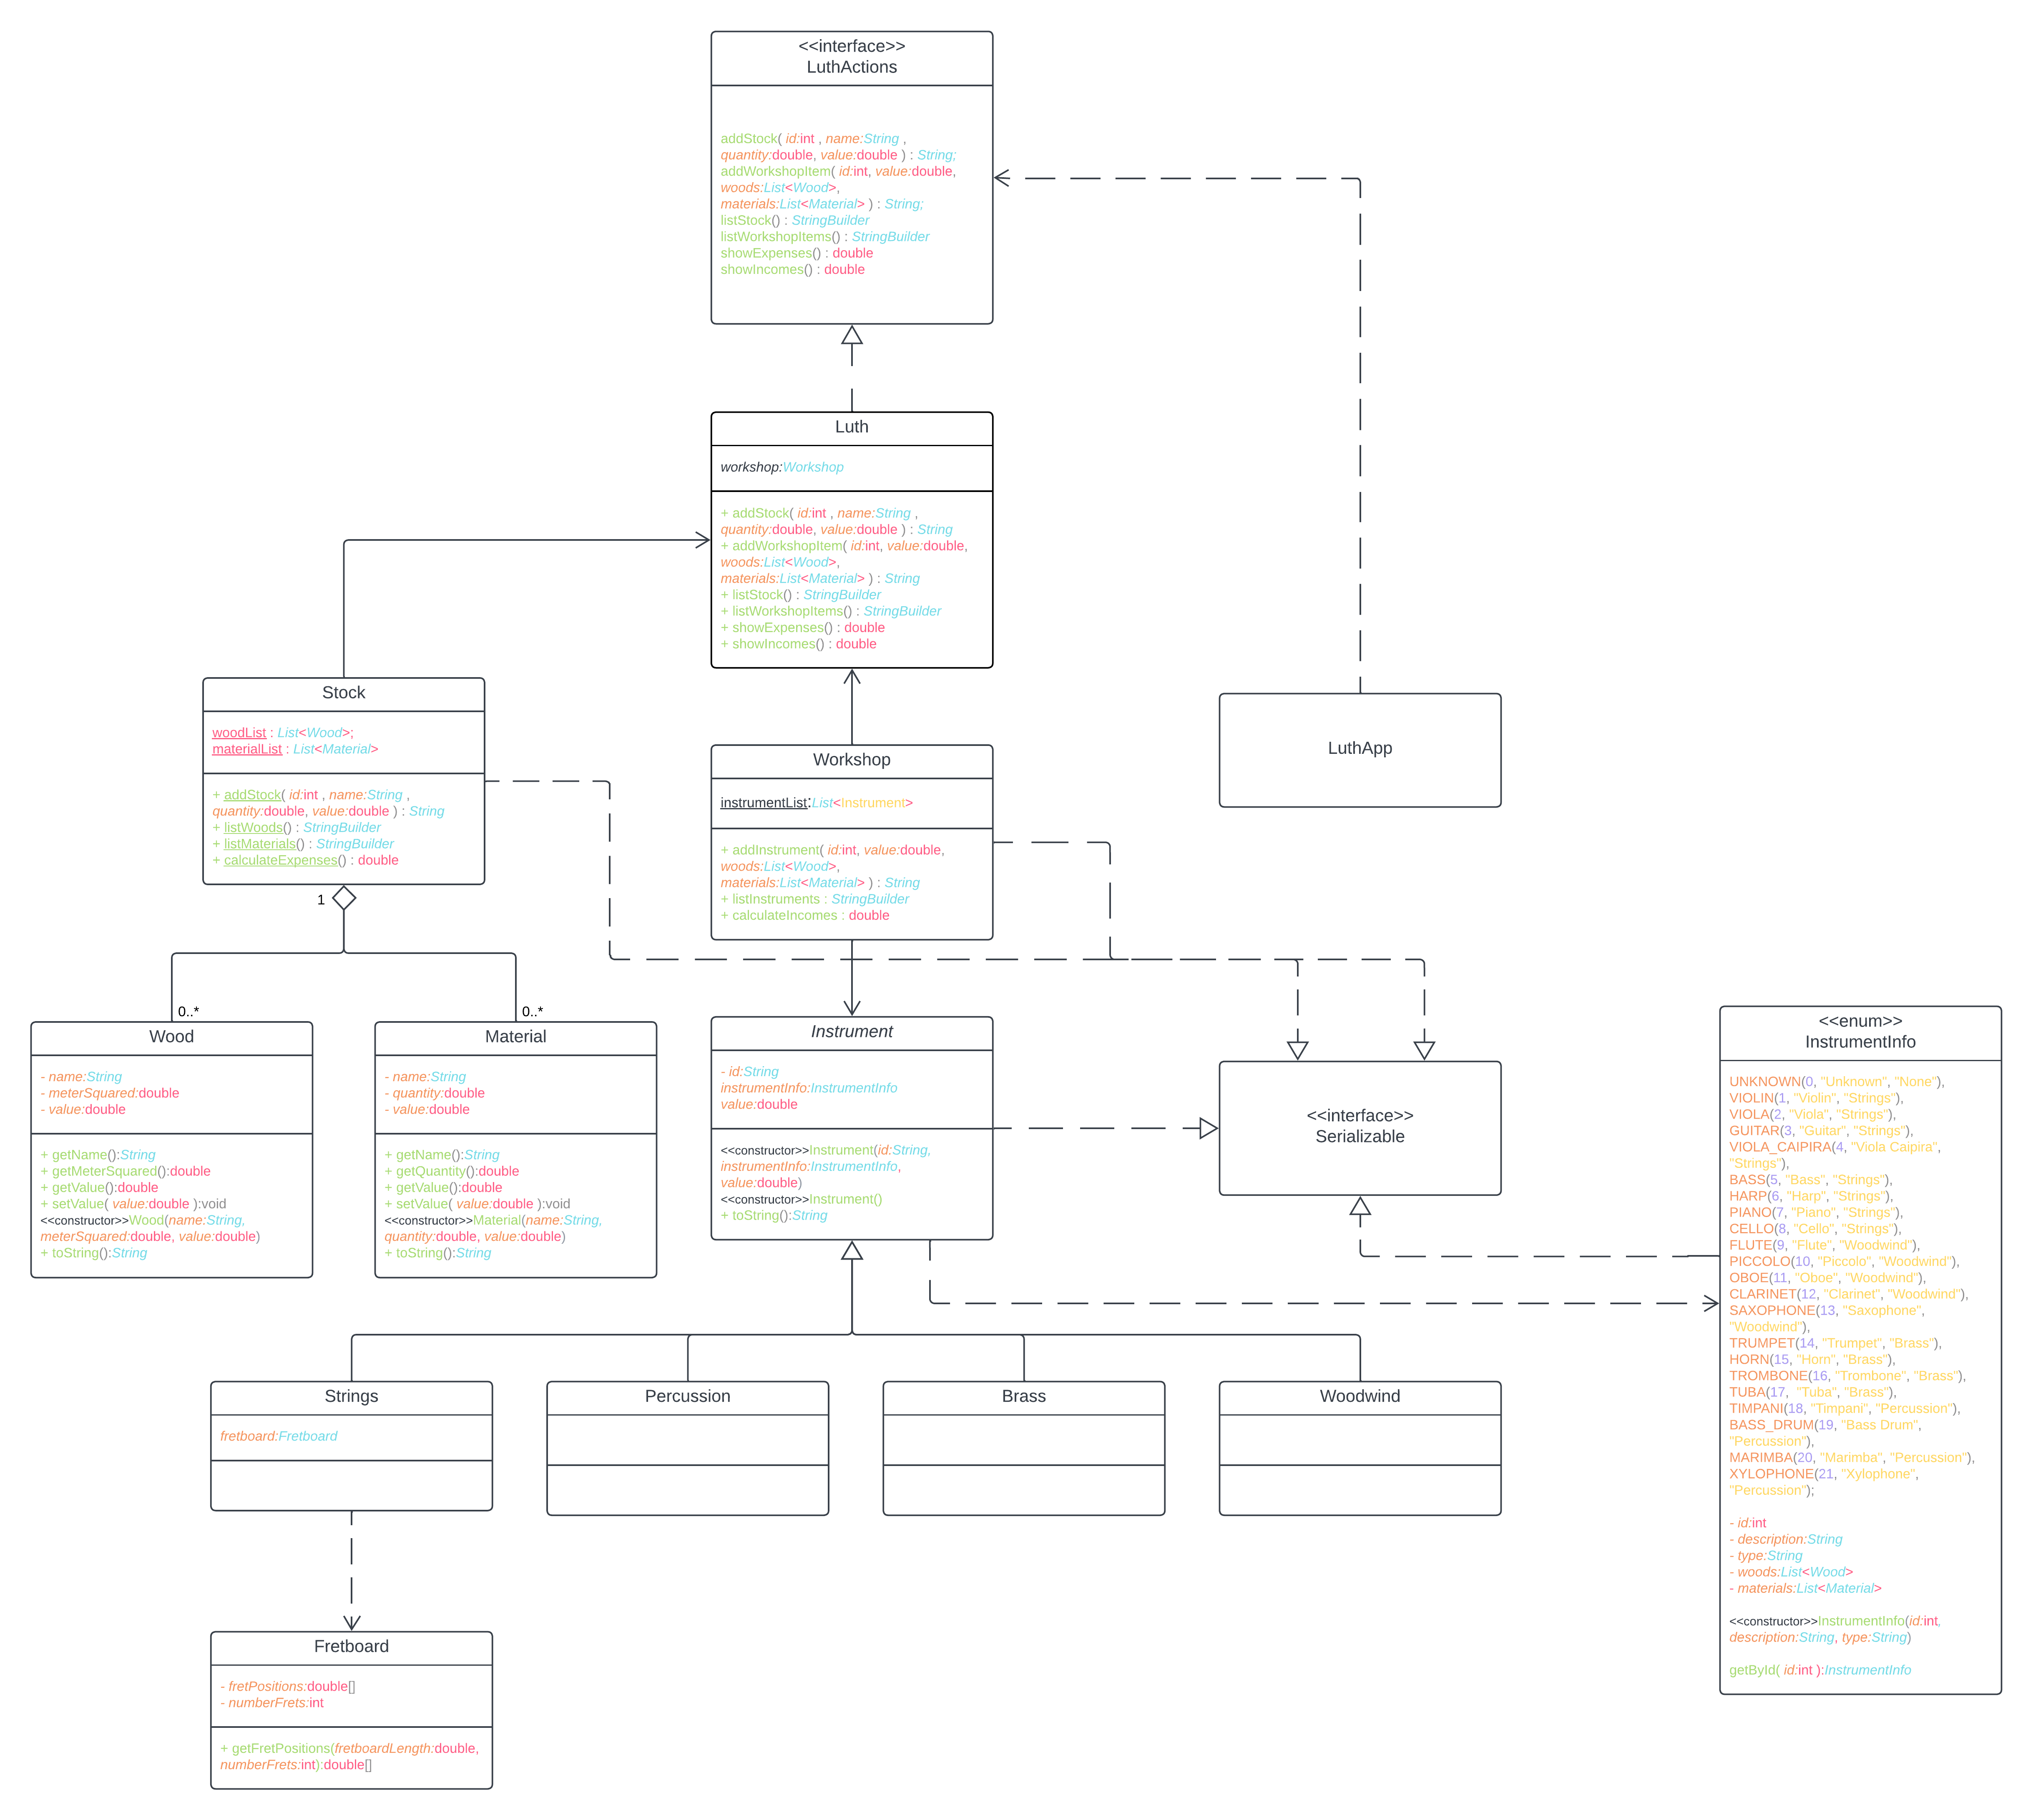 <<interface>>
LuthActions
addStock( id:int , name:String ,
quantity:double, value:double ) : String;
addWorkshopItem( id:int, value:double,
woods:List<Wood>,
materials:List<Material> ) : String;
listStock() : StringBuilder
listWorkshopItems() : StringBuilder
showExpenses() : double
showIncomes() : double
Luth
workshop:Workshop
+ addStock( id:int , name:String ,
quantity:double, value:double ) : String
+ addWorkshopItem( id:int, value:double,
woods:List<Wood>,
materials:List<Material> ) : String
+ listStock() : StringBuilder
+ listWorkshopItems() : StringBuilder
+ showExpenses() : double
+ showIncomes() : double
Stock
woodList : List<Wood>;
materialList : List<Material>
+ addStock( id:int , name:String ,
quantity:double, value:double ) : String
+ listWoods() : StringBuilder
+ listMaterials() : StringBuilder
+ calculateExpenses() : double
1
Workshop
instrumentList:List<Instrument>
+ addInstrument( id:int, value:double,
woods:List<Wood>,
materials:List<Material> ) : String
+ listInstruments : StringBuilder
+ calculateIncomes : double
LuthApp
0..*
0..*
Wood
- name:String
- meterSquared:double
- value:double
+ getName():String
+ getMeterSquared():double
+ getValue():double
+ setValue( value:double ):void
<<constructor>>Wood(name:String,
meterSquared:double, value:double)
+ toString():String
Material
- name:String
- quantity:double
- value:double
+ getName():String
+ getQuantity():double
+ getValue():double
+ setValue( value:double ):void
<<constructor>>Material(name:String,
quantity:double, value:double)
+ toString():String
Instrument
- id:String
instrumentInfo:InstrumentInfo
value:double
<<constructor>>Instrument(id:String,
instrumentInfo:InstrumentInfo,
value:double)
<<constructor>>Instrument()
+ toString():String
<<interface>>
Serializable
<<enum>>
InstrumentInfo
UNKNOWN(0, "Unknown", "None"),
VIOLIN(1, "Violin", "Strings"),
VIOLA(2, "Viola", "Strings"),
GUITAR(3, "Guitar", "Strings"),
VIOLA_CAIPIRA(4, "Viola Caipira",
"Strings"),
BASS(5, "Bass", "Strings"),
HARP(6, "Harp", "Strings"),
PIANO(7, "Piano", "Strings"),
CELLO(8, "Cello", "Strings"),
FLUTE(9, "Flute", "Woodwind"),
PICCOLO(10, "Piccolo", "Woodwind"),
OBOE(11, "Oboe", "Woodwind"),
CLARINET(12, "Clarinet", "Woodwind"),
SAXOPHONE(13, "Saxophone",
"Woodwind"),
TRUMPET(14, "Trumpet", "Brass"),
HORN(15, "Horn", "Brass"),
TROMBONE(16, "Trombone", "Brass"),
TUBA(17,  "Tuba", "Brass"),
TIMPANI(18, "Timpani", "Percussion"),
BASS_DRUM(19, "Bass Drum",
"Percussion"),
MARIMBA(20, "Marimba", "Percussion"),
XYLOPHONE(21, "Xylophone",
"Percussion");
- id:int
- description:String
- type:String
- woods:List<Wood>
- materials:List<Material>
<<constructor>>InstrumentInfo(id:int,
description:String, type:String)
getById( id:int ):InstrumentInfo
Strings
fretboard:Fretboard
Percussion
Brass
Woodwind
Fretboard
- fretPositions:double[]
- numberFrets:int
+ getFretPositions(fretboardLength:double,
numberFrets:int):double[]